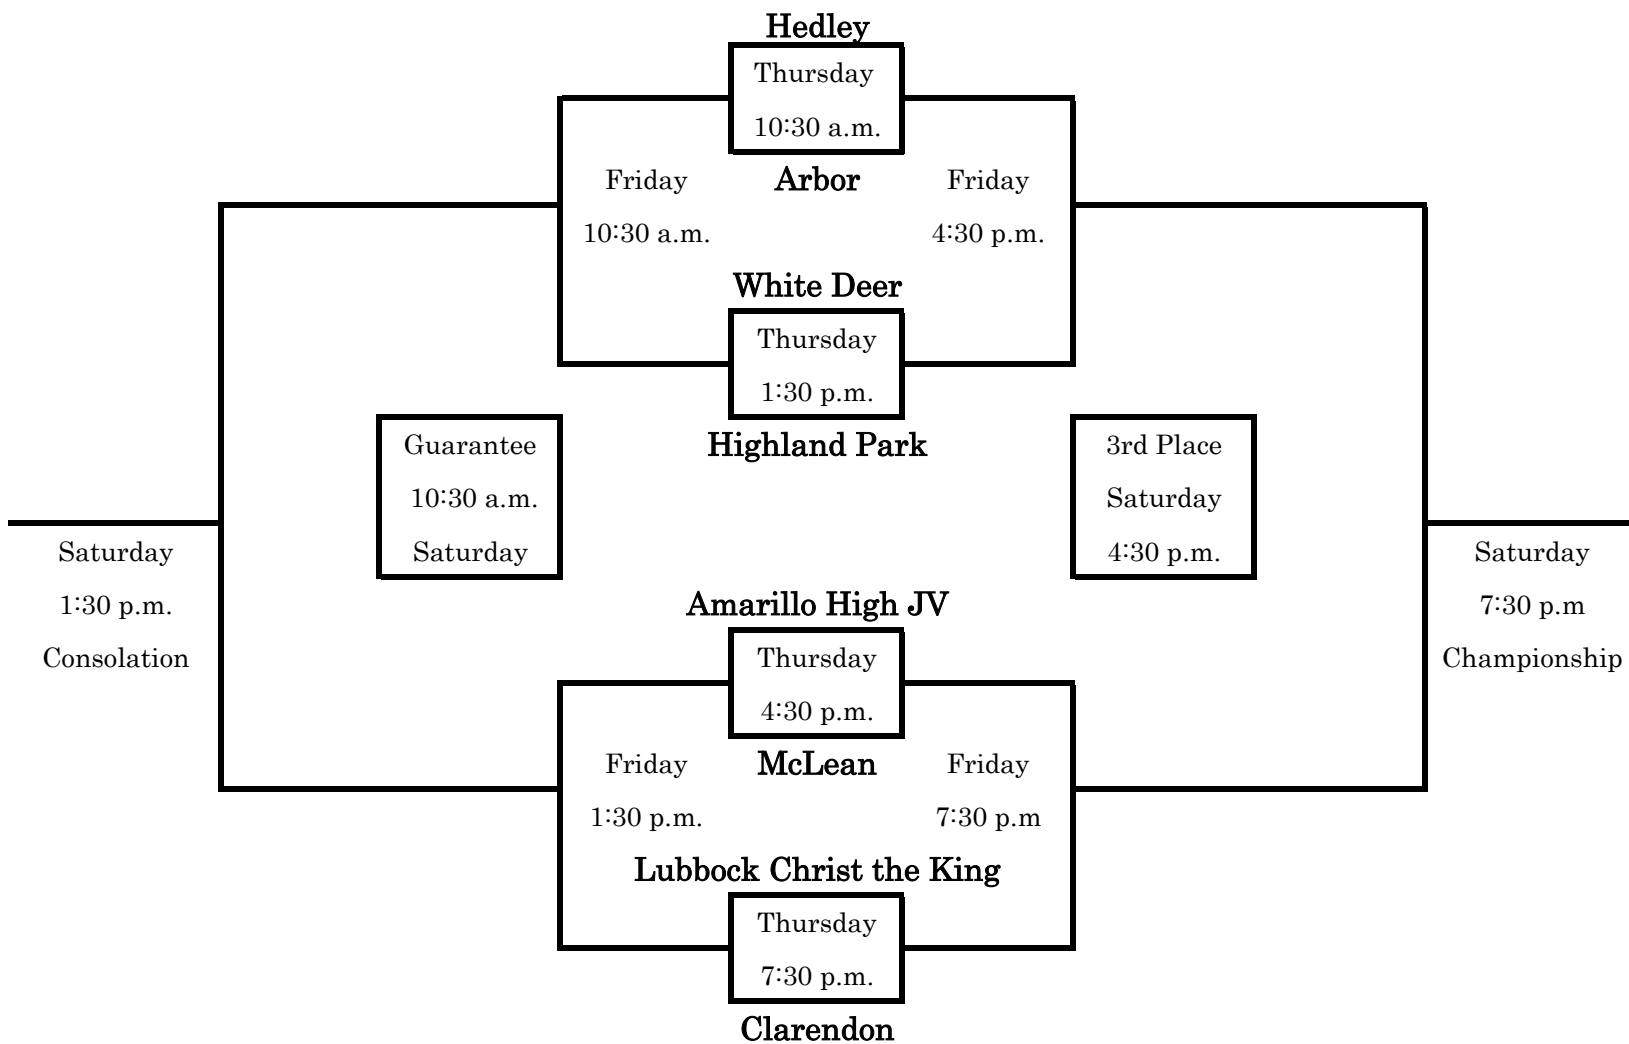 Hedley
Thursday
10:30 a.m.
Friday
Arbor
Friday
10:30 a.m.
4:30 p.m.
White Deer
Thursday
1:30 p.m.
Guarantee
Highland Park
3rd Place
10:30 a.m.
Saturday
Saturday
Saturday
4:30 p.m.
Saturday
1:30 p.m.
Amarillo High JV
7:30 p.m
Consolation
Thursday
Championship
4:30 p.m.
Friday
McLean
Friday
1:30 p.m.
7:30 p.m
Lubbock Christ the King
Thursday
7:30 p.m.
Clarendon